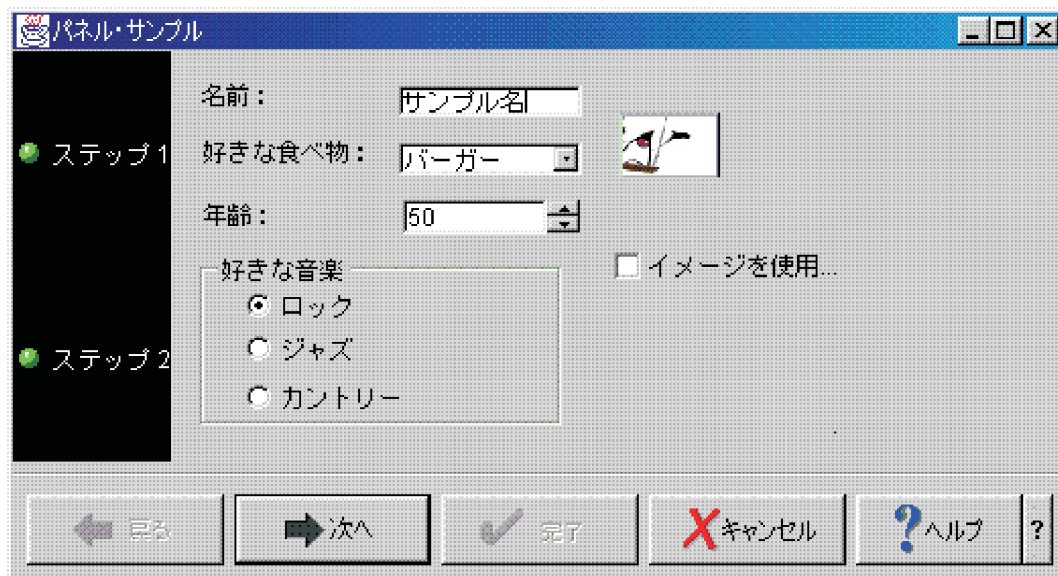 パネル・サンプル
名前：
サンプル名
ステップ 1
好きな食べ物：
バーガー
年齢：
50
好きな音楽
イメージを使用...
ロック
ジャズ
ステップ 2
カントリー
戻る
次へ
完了
キャンセル
?
ヘルプ
?